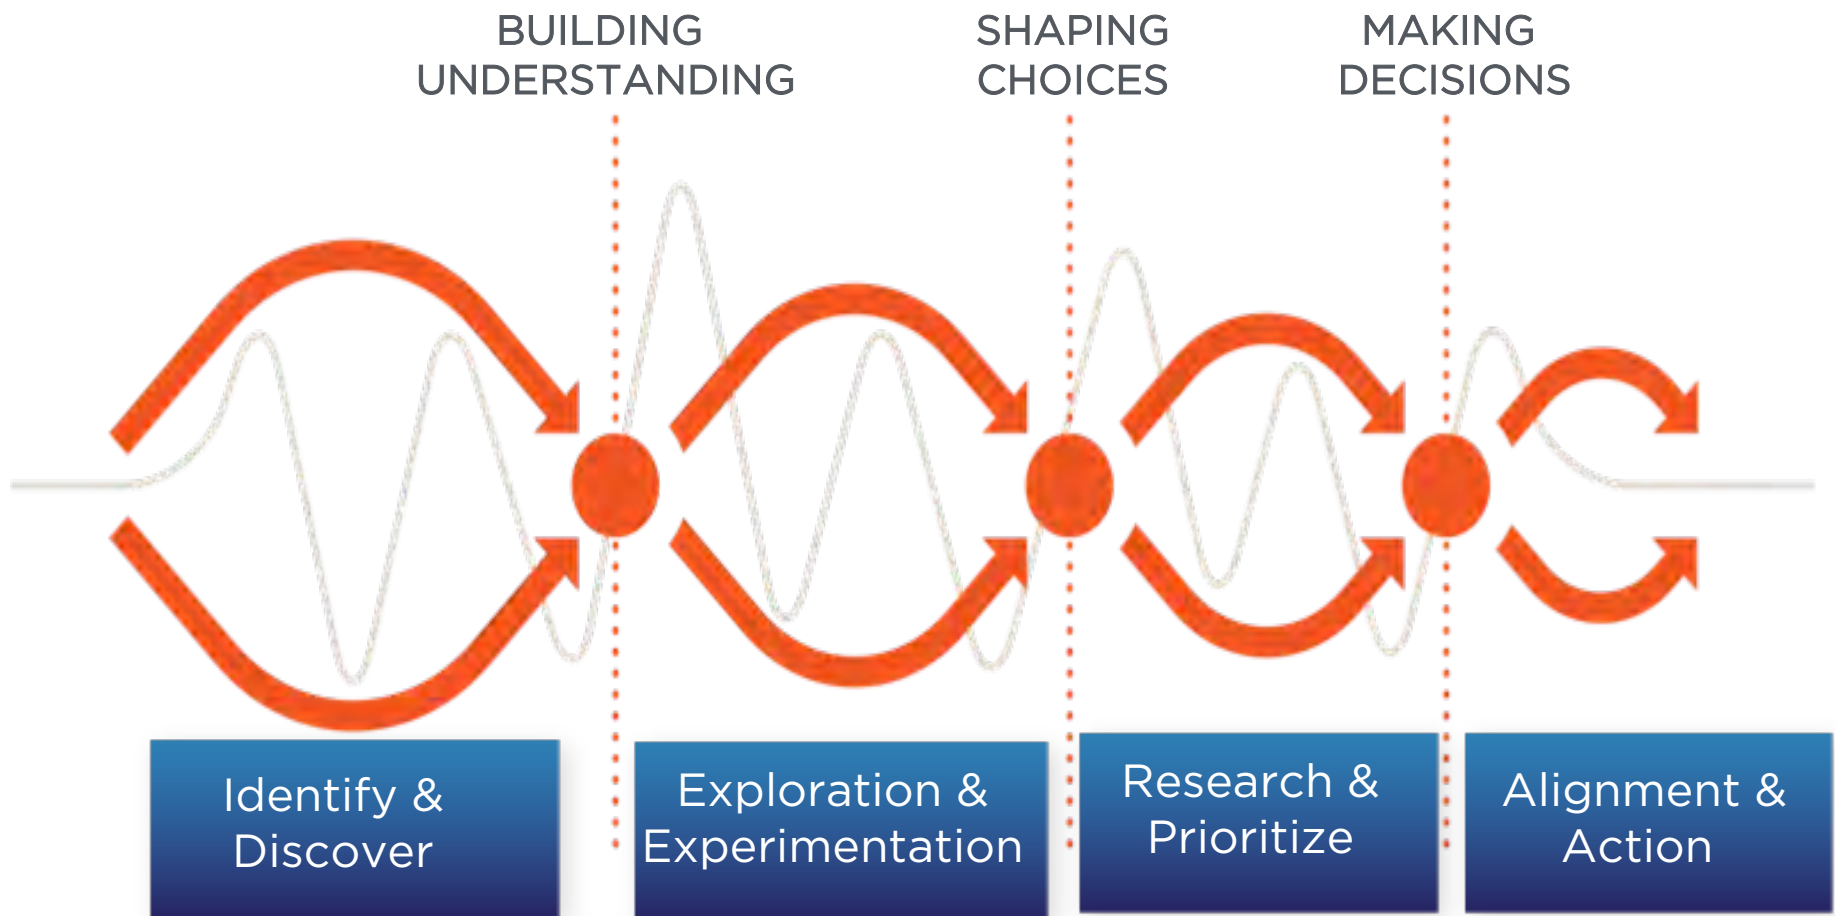 BUILDING
UNDERSTANDING
SHAPING
CHOICES
MAKING
DECISIONS
Identify &
Discover
Exploration &
Experimentation
Research &
Prioritize
Alignment &
Action